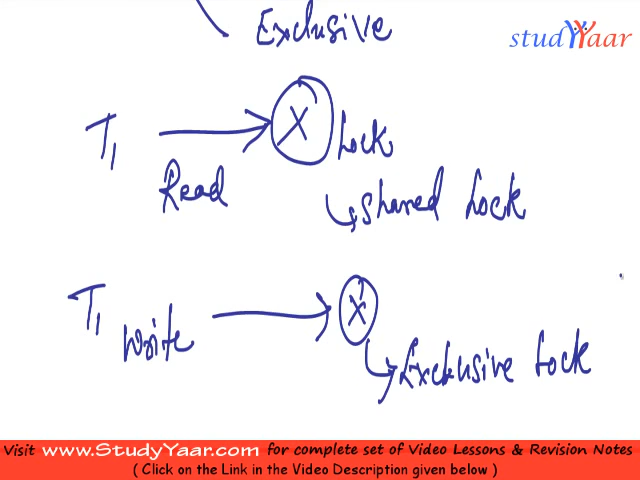 Exclusive
studYYaar
T1 Read X Lock
shared Lock
T1 write X
Exclusive Lock
Visit www.StudyYaar.com for complete set of Video Lessons & Revision Notes
( Click on the Link in the Video Description given below )